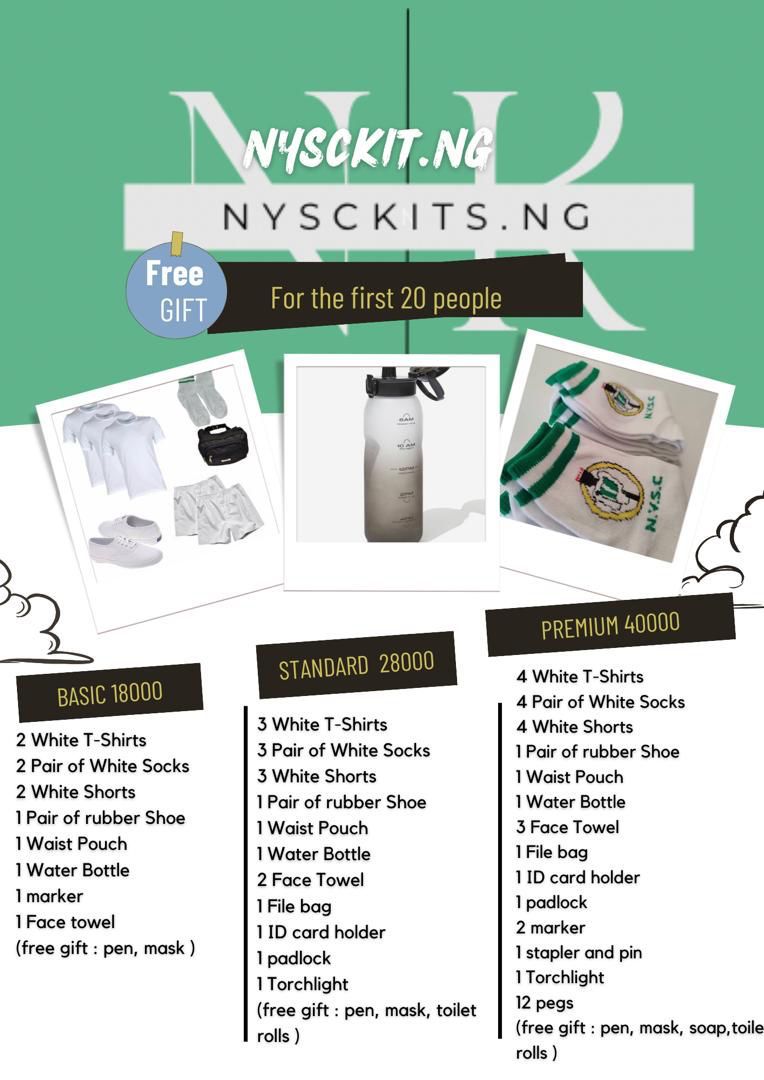 NYSCKIT.NG
NYSCKITS.NG
Free
GIFT
For the first 20 people
6AM
10 AM
12PM
2PM
N.Y.S.C
N.Y.S.C
BASIC 18000
2 White T-Shirts
2 Pair of White Socks
2 White Shorts
1 Pair of rubber Shoe
1 Waist Pouch
1 Water Bottle
1 marker
1 Face towel
(free gift : pen, mask )
STANDARD 28000
3 White T-Shirts
3 Pair of White Socks
3 White Shorts
1 Pair of rubber Shoe
1 Waist Pouch
1 Water Bottle
2 Face Towel
1 File bag
1 ID card holder
1 padlock
1 Torchlight
(free gift : pen, mask, toilet
rolls )
PREMIUM 40000
4 White T-Shirts
4 Pair of White Socks
4 White Shorts
1 Pair of rubber Shoe
1 Waist Pouch
1 Water Bottle
3 Face Towel
1 File bag
1 ID card holder
1 padlock
2 marker
1 stapler and pin
1 Torchlight
12 pegs
(free gift : pen, mask, soap,toile
rolls )